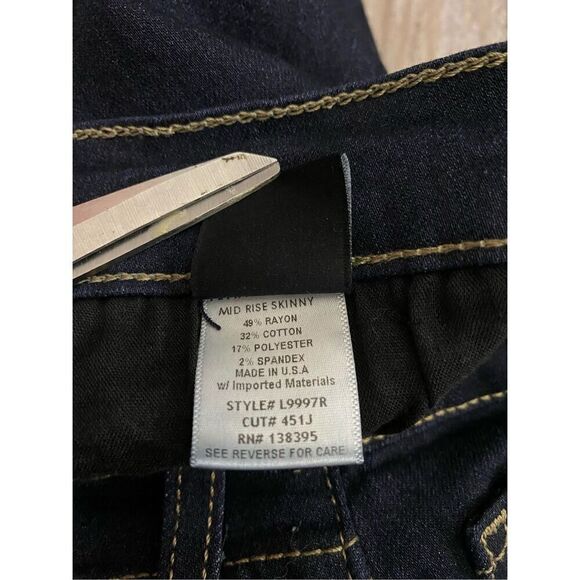 MID RISE SKINNY
49% RAYON
32% COTTON
17% POLYESTER
2% SPANDEX
MADE IN U.S.A
w/ Imported Materials
STYLE# L9997R
CUT# 451J
RN# 138395
SEE REVERSE FOR CARE